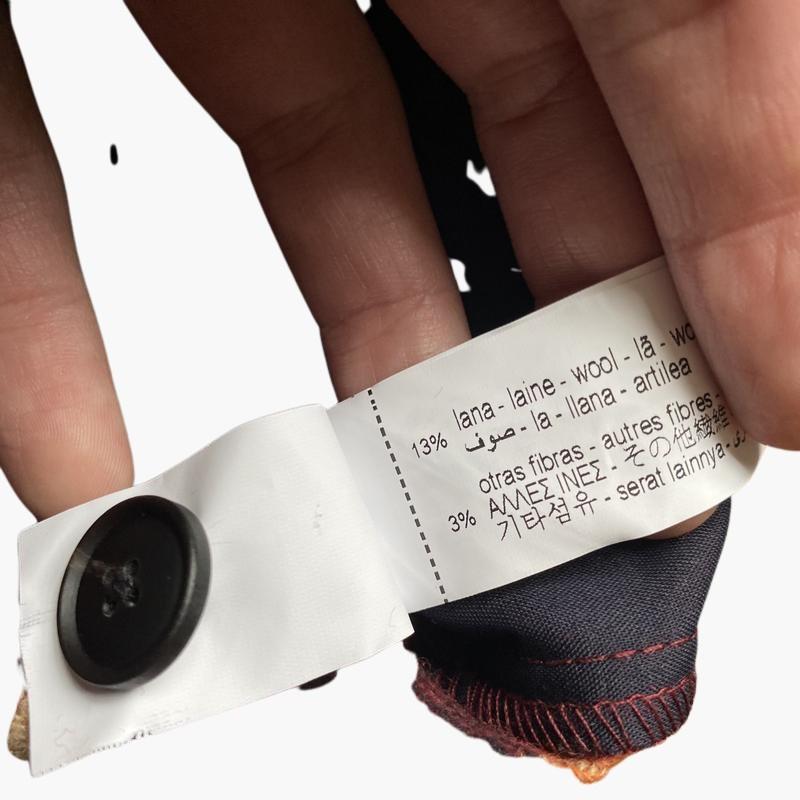 13% lana - laine - wool - lã - wo
صوف - la - llana - artilea
otras fibras - autres fibres -
3% ΑΛΛΕΣ ΙΝΕΣ - その他繊維
기타섬유 - serat lainnya -